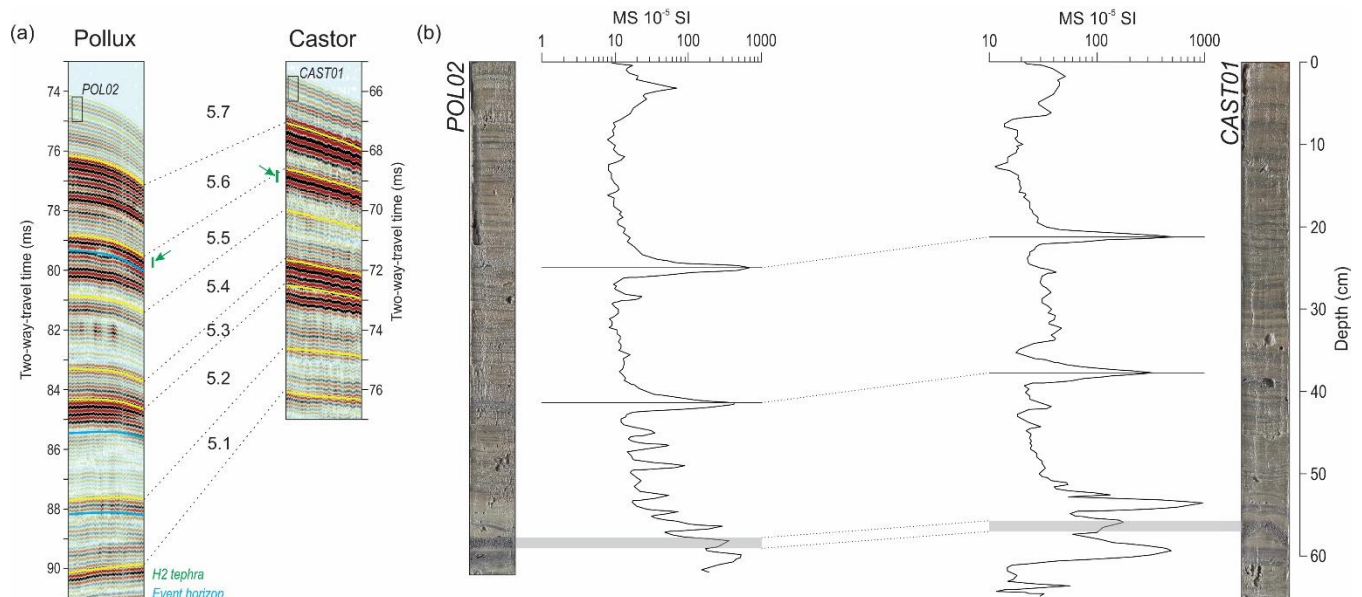 (a)
Pollux
Castor
POL02
CAST01
74
76
78
80
82
84
86
88
90
Two-way-travel time (ms)
5.7
5.6
5.5
5.4
5.3
5.2
5.1
66
68
70
72
74
76
Two-way-travel time (ms)
H2 tephra
Event horizon
(b)
MS 10⁻⁵ SI
1 10 100 1000
MS 10⁻⁵ SI
10 100 1000
POL02
CAST01
0
10
20
30
40
50
60
Depth (cm)